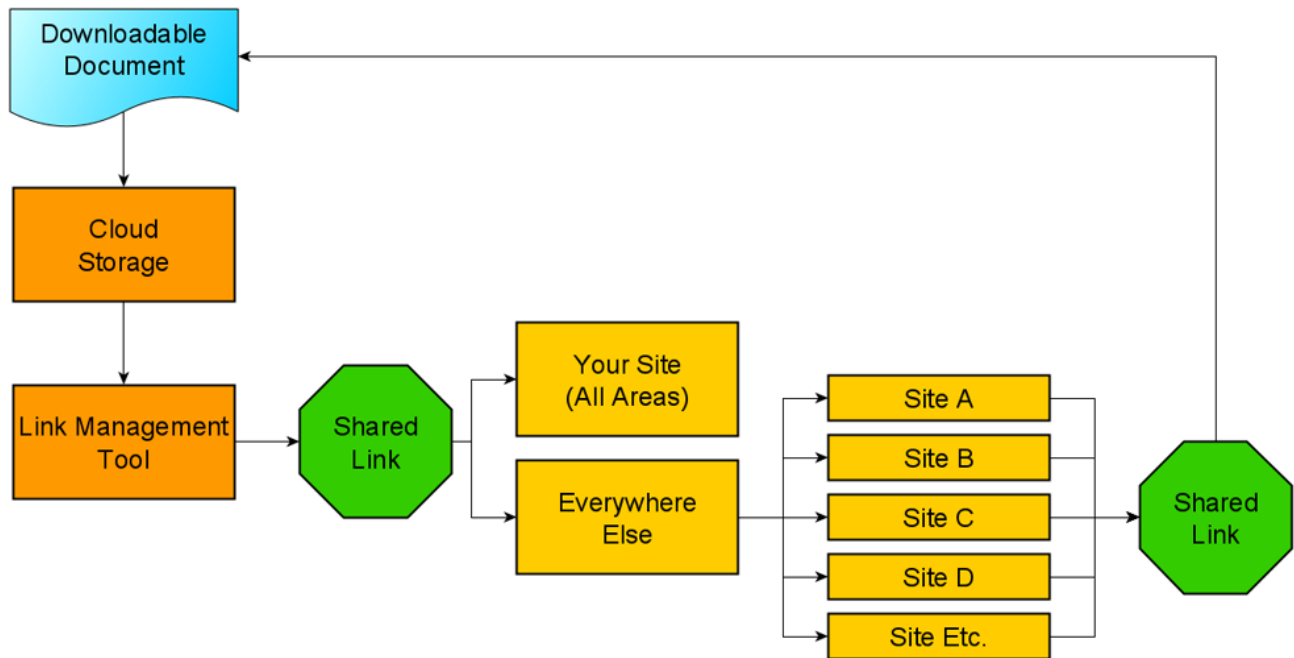 Downloadable
Document
Cloud
Storage
Link Management
Tool
Shared
Link
Your Site
(All Areas)
Everywhere
Else
Site A
Site B
Site C
Site D
Site Etc.
Shared
Link